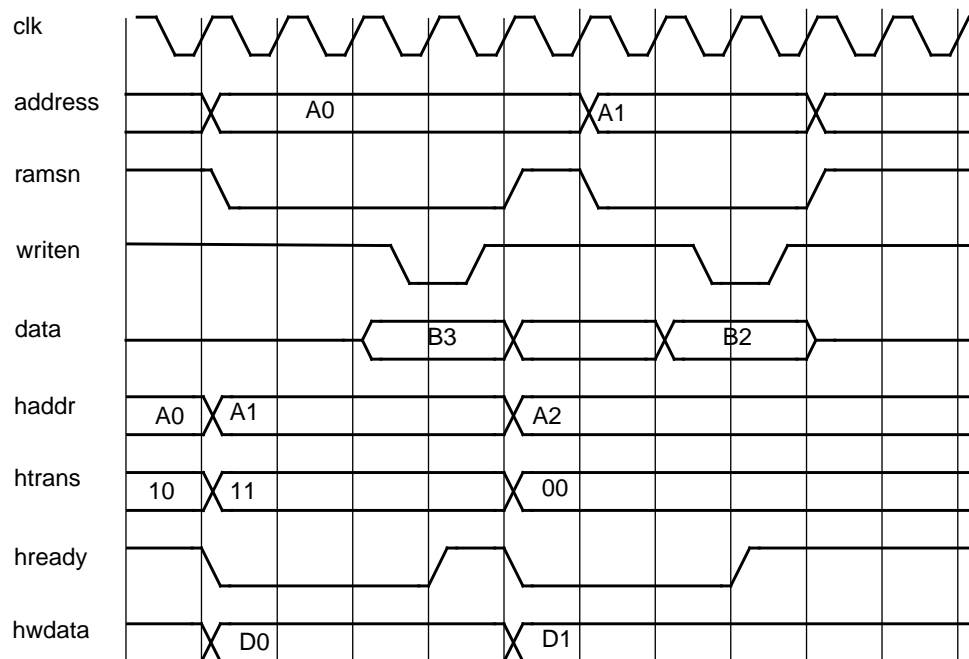 clk
address A0 A1
ramsn
writen
data B3 B2
haddr A0 A1 A2
htrans 10 11 00
hready
hwdata D0 D1